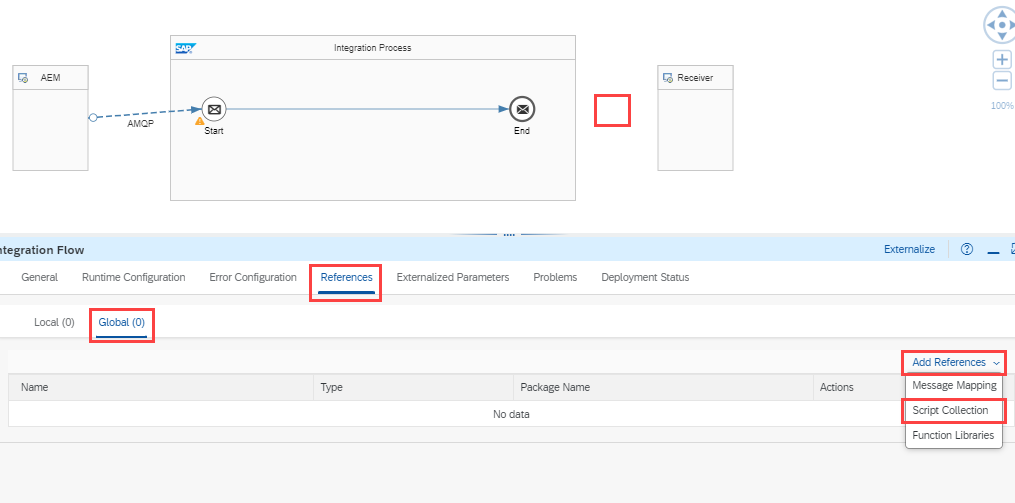 SAP
Integration Process
AEM
Receiver
AMQP
Start
End
100%
ntegration Flow
Externalize
?
General Runtime Configuration Error Configuration References Externalized Parameters Problems Deployment Status
Local (0) Global (0)
Add References
Name Type Package Name Actions
Message Mapping
No data
Script Collection
Function Libraries